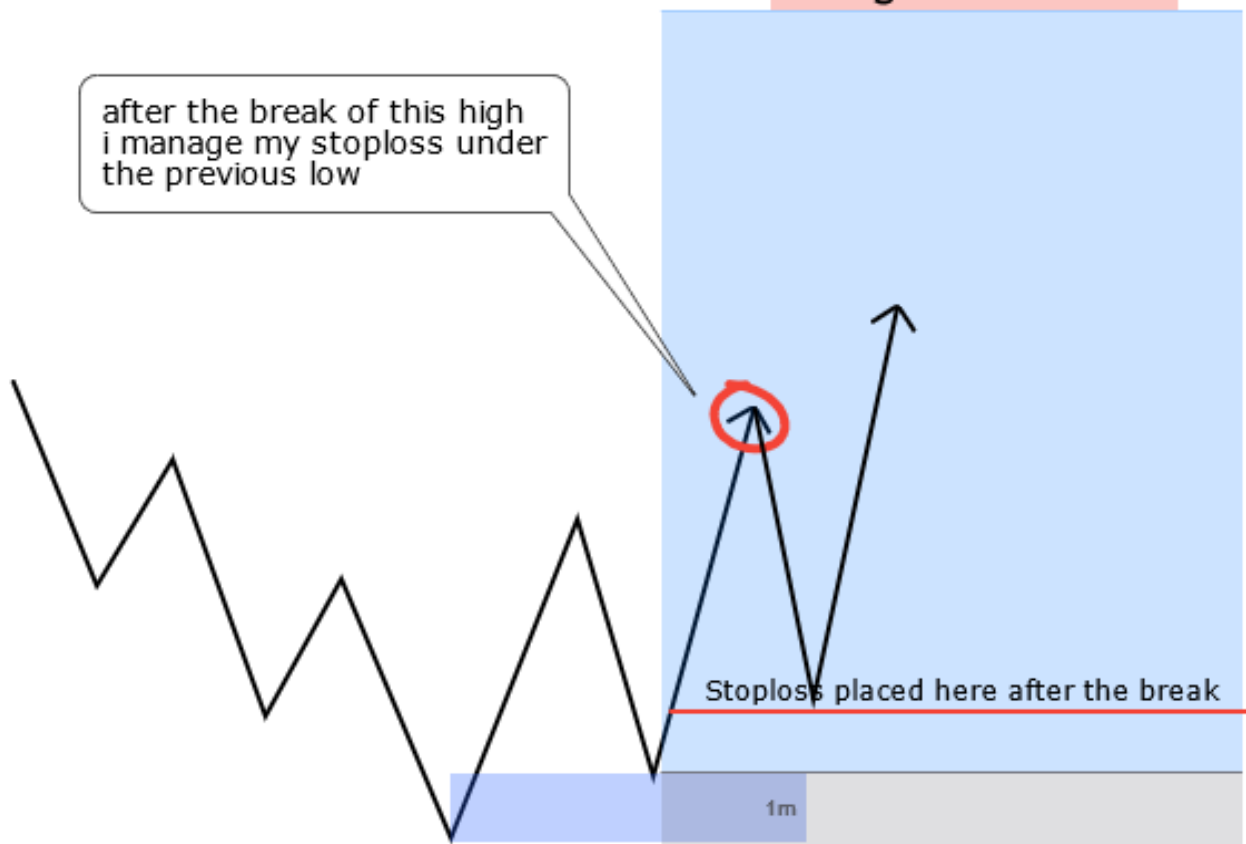 after the break of this high
i manage my stoploss under
the previous low
Stoploss placed here after the break
1m